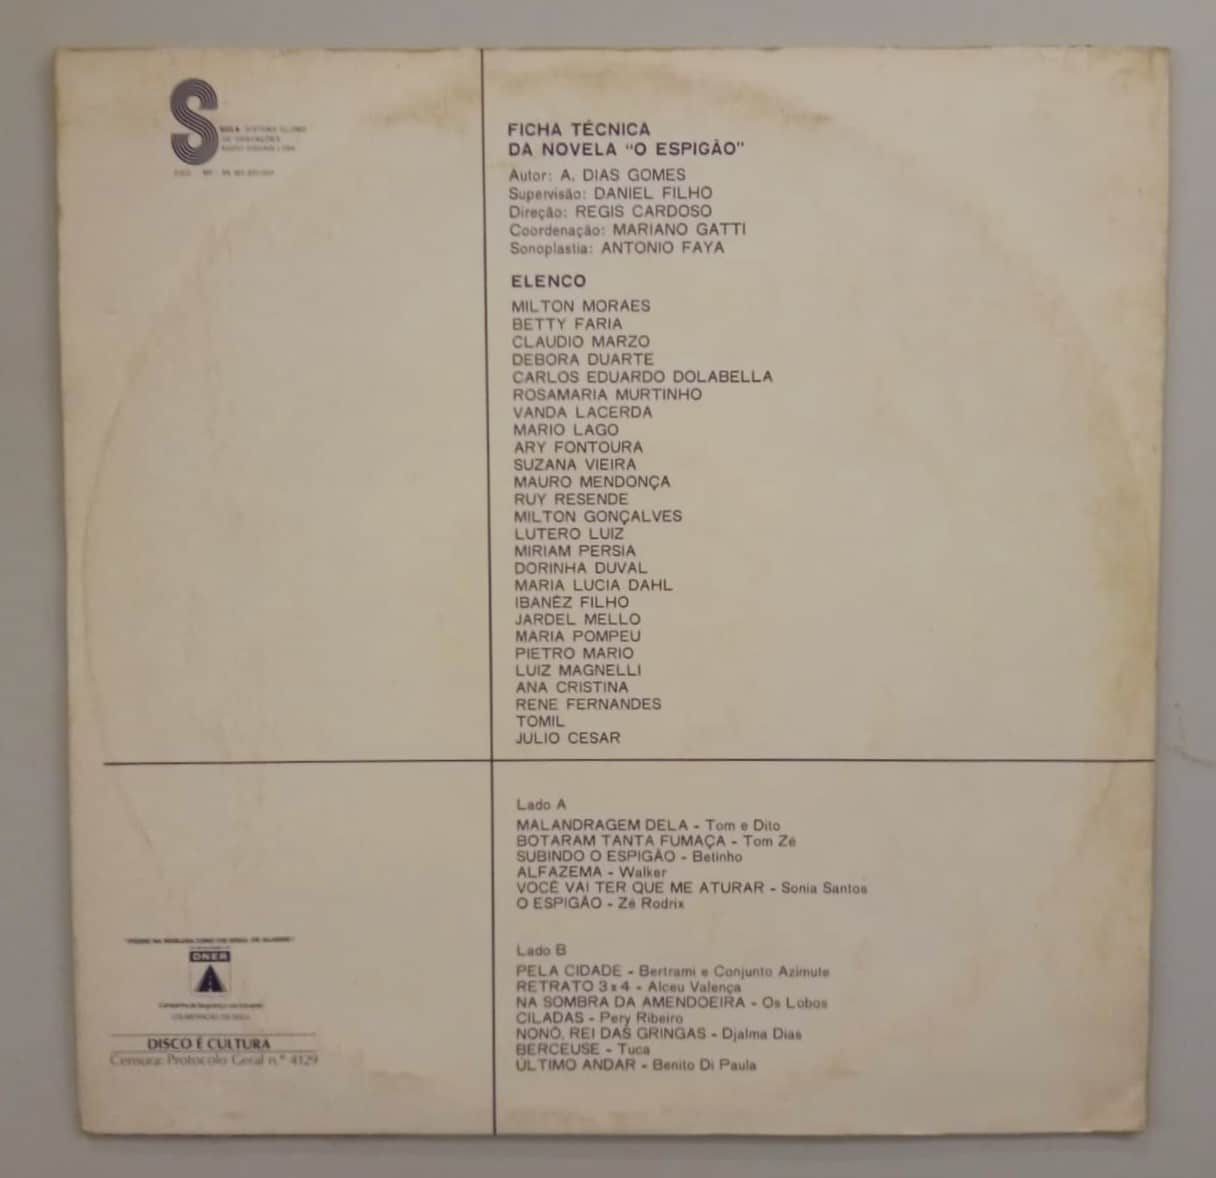 FICHA TÉCNICA
DA NOVELA "O ESPIGÃO"
Autor: A. DIAS GOMES
Supervisão: DANIEL FILHO
Direção: REGIS CARDOSO
Coordenação: MARIANO GATTI
Sonoplastia: ANTONIO FAYA
ELENCO
MILTON MORAES
BETTY FARIA
CLAUDIO MARZO
DEBORA DUARTE
CARLOS EDUARDO DOLABELLA
ROSAMARIA MURTINHO
VANDA LACERDA
MARIO LAGO
ARY FONTOURA
SUZANA VIEIRA
MAURO MENDONÇA
RUY RESENDE
MILTON GONÇALVES
LUTERO LUIZ
MIRIAM PERSIA
DORINHA DUVAL
MARIA LUCIA DAHL
IBANÊZ FILHO
JARDEL MELLO
MARIA POMPEU
PIETRO MARIO
LUIZ MAGNELLI
ANA CRISTINA
RENE FERNANDES
TOMIL
JULIO CESAR
Lado A
MALANDRAGEM DELA - Tom e Dito
BOTARAM TANTA FUMAÇA - Tom Zé
SUBINDO O ESPIGÃO - Betinho
ALFAZEMA - Walker
VOCÊ VAI TER QUE ME ATURAR - Sonia Santos
O ESPIGÃO - Zé Rodrix
Lado B
PELA CIDADE - Bertrami e Conjunto Azimute
RETRATO 3x4 - Alceu Valença
NA SOMBRA DA AMENDOEIRA - Os Lobos
CILADAS - Pery Ribeiro
NONÔ, REI DAS GRINGAS - Djalma Dias
BERCEUSE - Tuca
ÚLTIMO ANDAR - Benito Di Paula
DNER
DISCO É CULTURA
Censura: Protocolo Geral n.º 4129